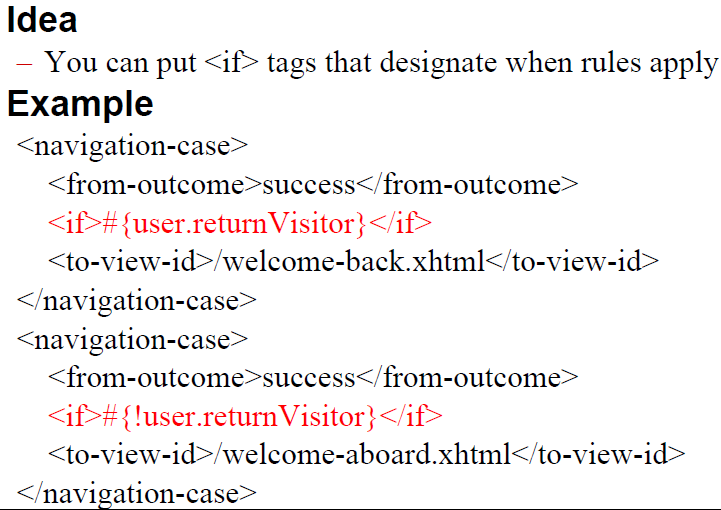 Idea
– You can put <if> tags that designate when rules apply
Example
<navigation-case>
<from-outcome>success</from-outcome>
<if>#{user.returnVisitor}</if>
<to-view-id>/welcome-back.xhtml</to-view-id>
</navigation-case>
<navigation-case>
<from-outcome>success</from-outcome>
<if>#{!user.returnVisitor}</if>
<to-view-id>/welcome-aboard.xhtml</to-view-id>
</navigation-case>